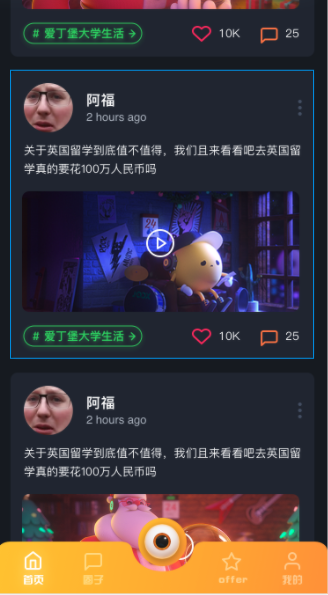 # 爱丁堡大学生活 → 10K 25
阿福
2 hours ago
关于英国留学到底值不值得，我们且来看看吧去英国留
学真的要花100万人民币吗
# 爱丁堡大学生活 → 10K 25
阿福
2 hours ago
关于英国留学到底值不值得，我们且来看看吧去英国留
学真的要花100万人民币吗
首页 圈子 offer 我的